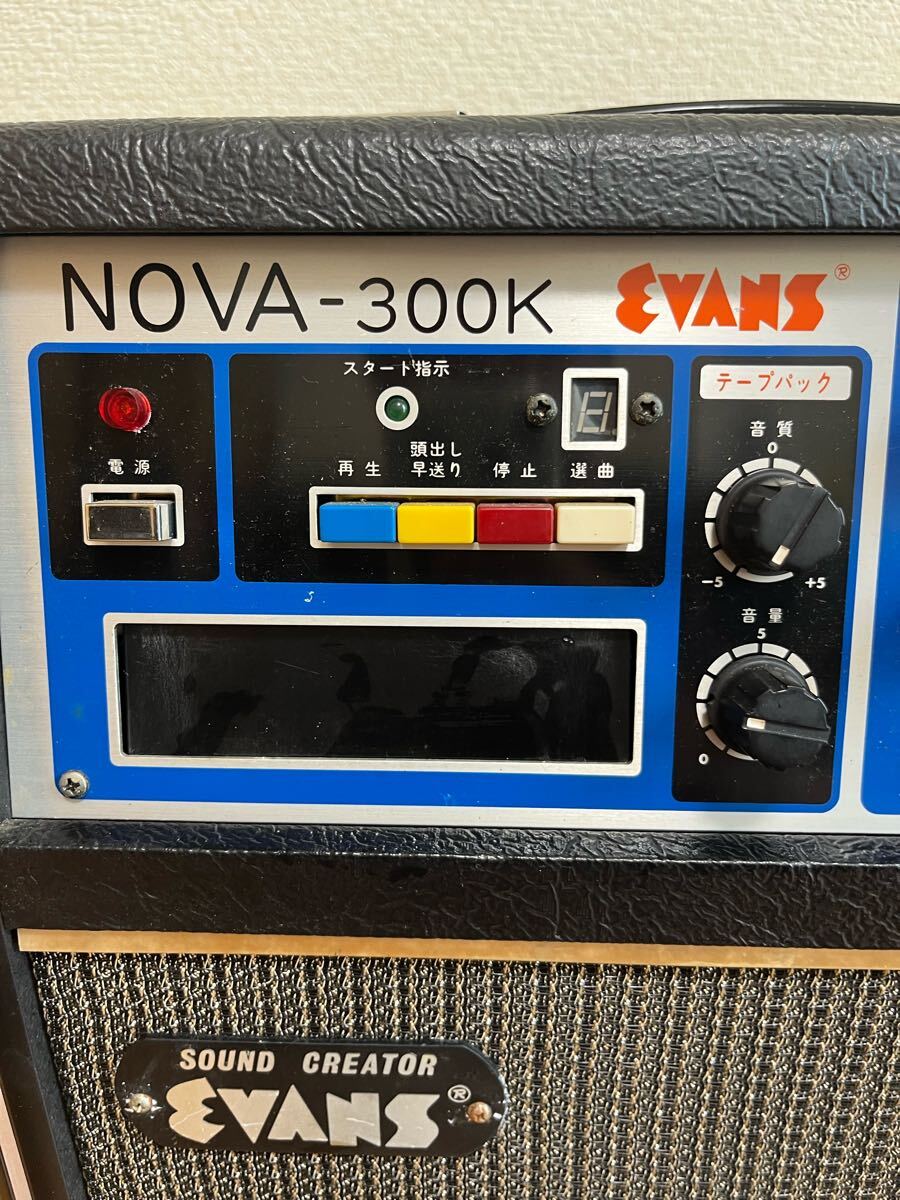 NOVA-300K EVANS®
スタート指示
電源
再生
頭出し
早送り
停止
選曲
テープパック
音質
0
-5
+5
音量
5
0
SOUND CREATOR
EVANS®